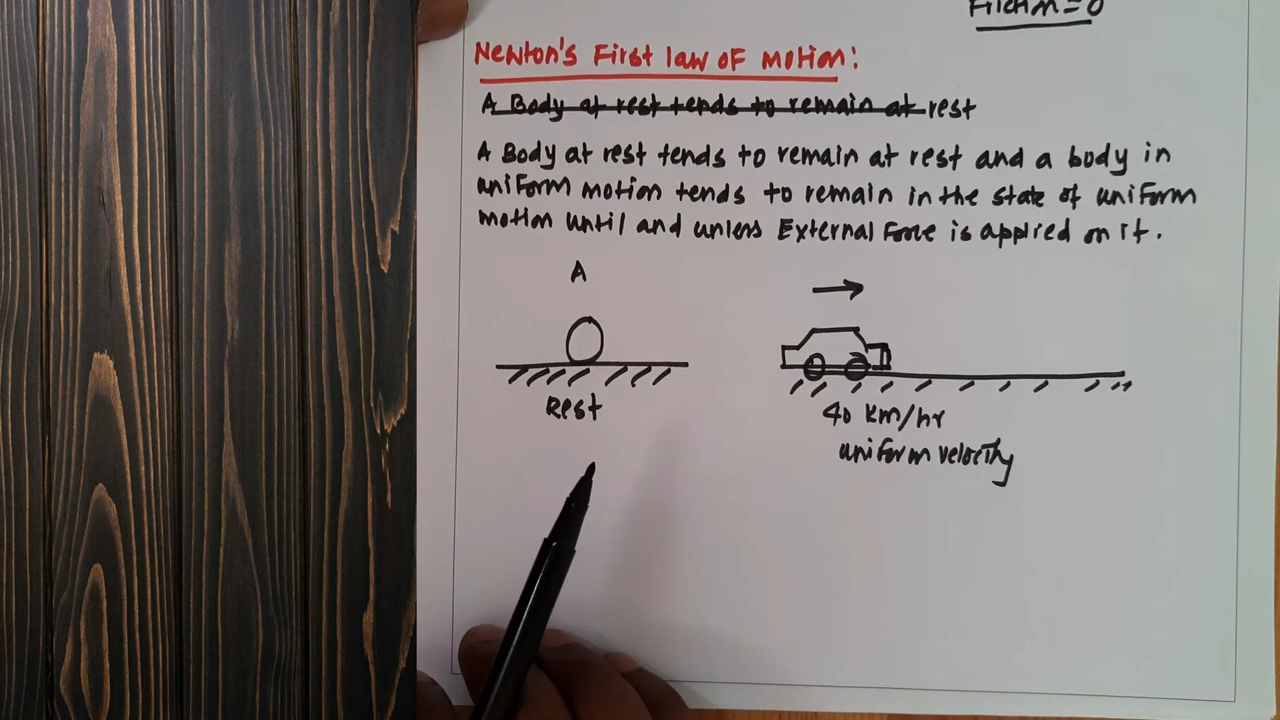 Newton's First law of motion:
A Body at rest tends to remain at rest
A Body at rest tends to remain at rest and a body in
uniform motion tends to remain in the state of uniform
motion until and unless External Force is applied on it.
A
Rest
40 km/hr
uniform velocity